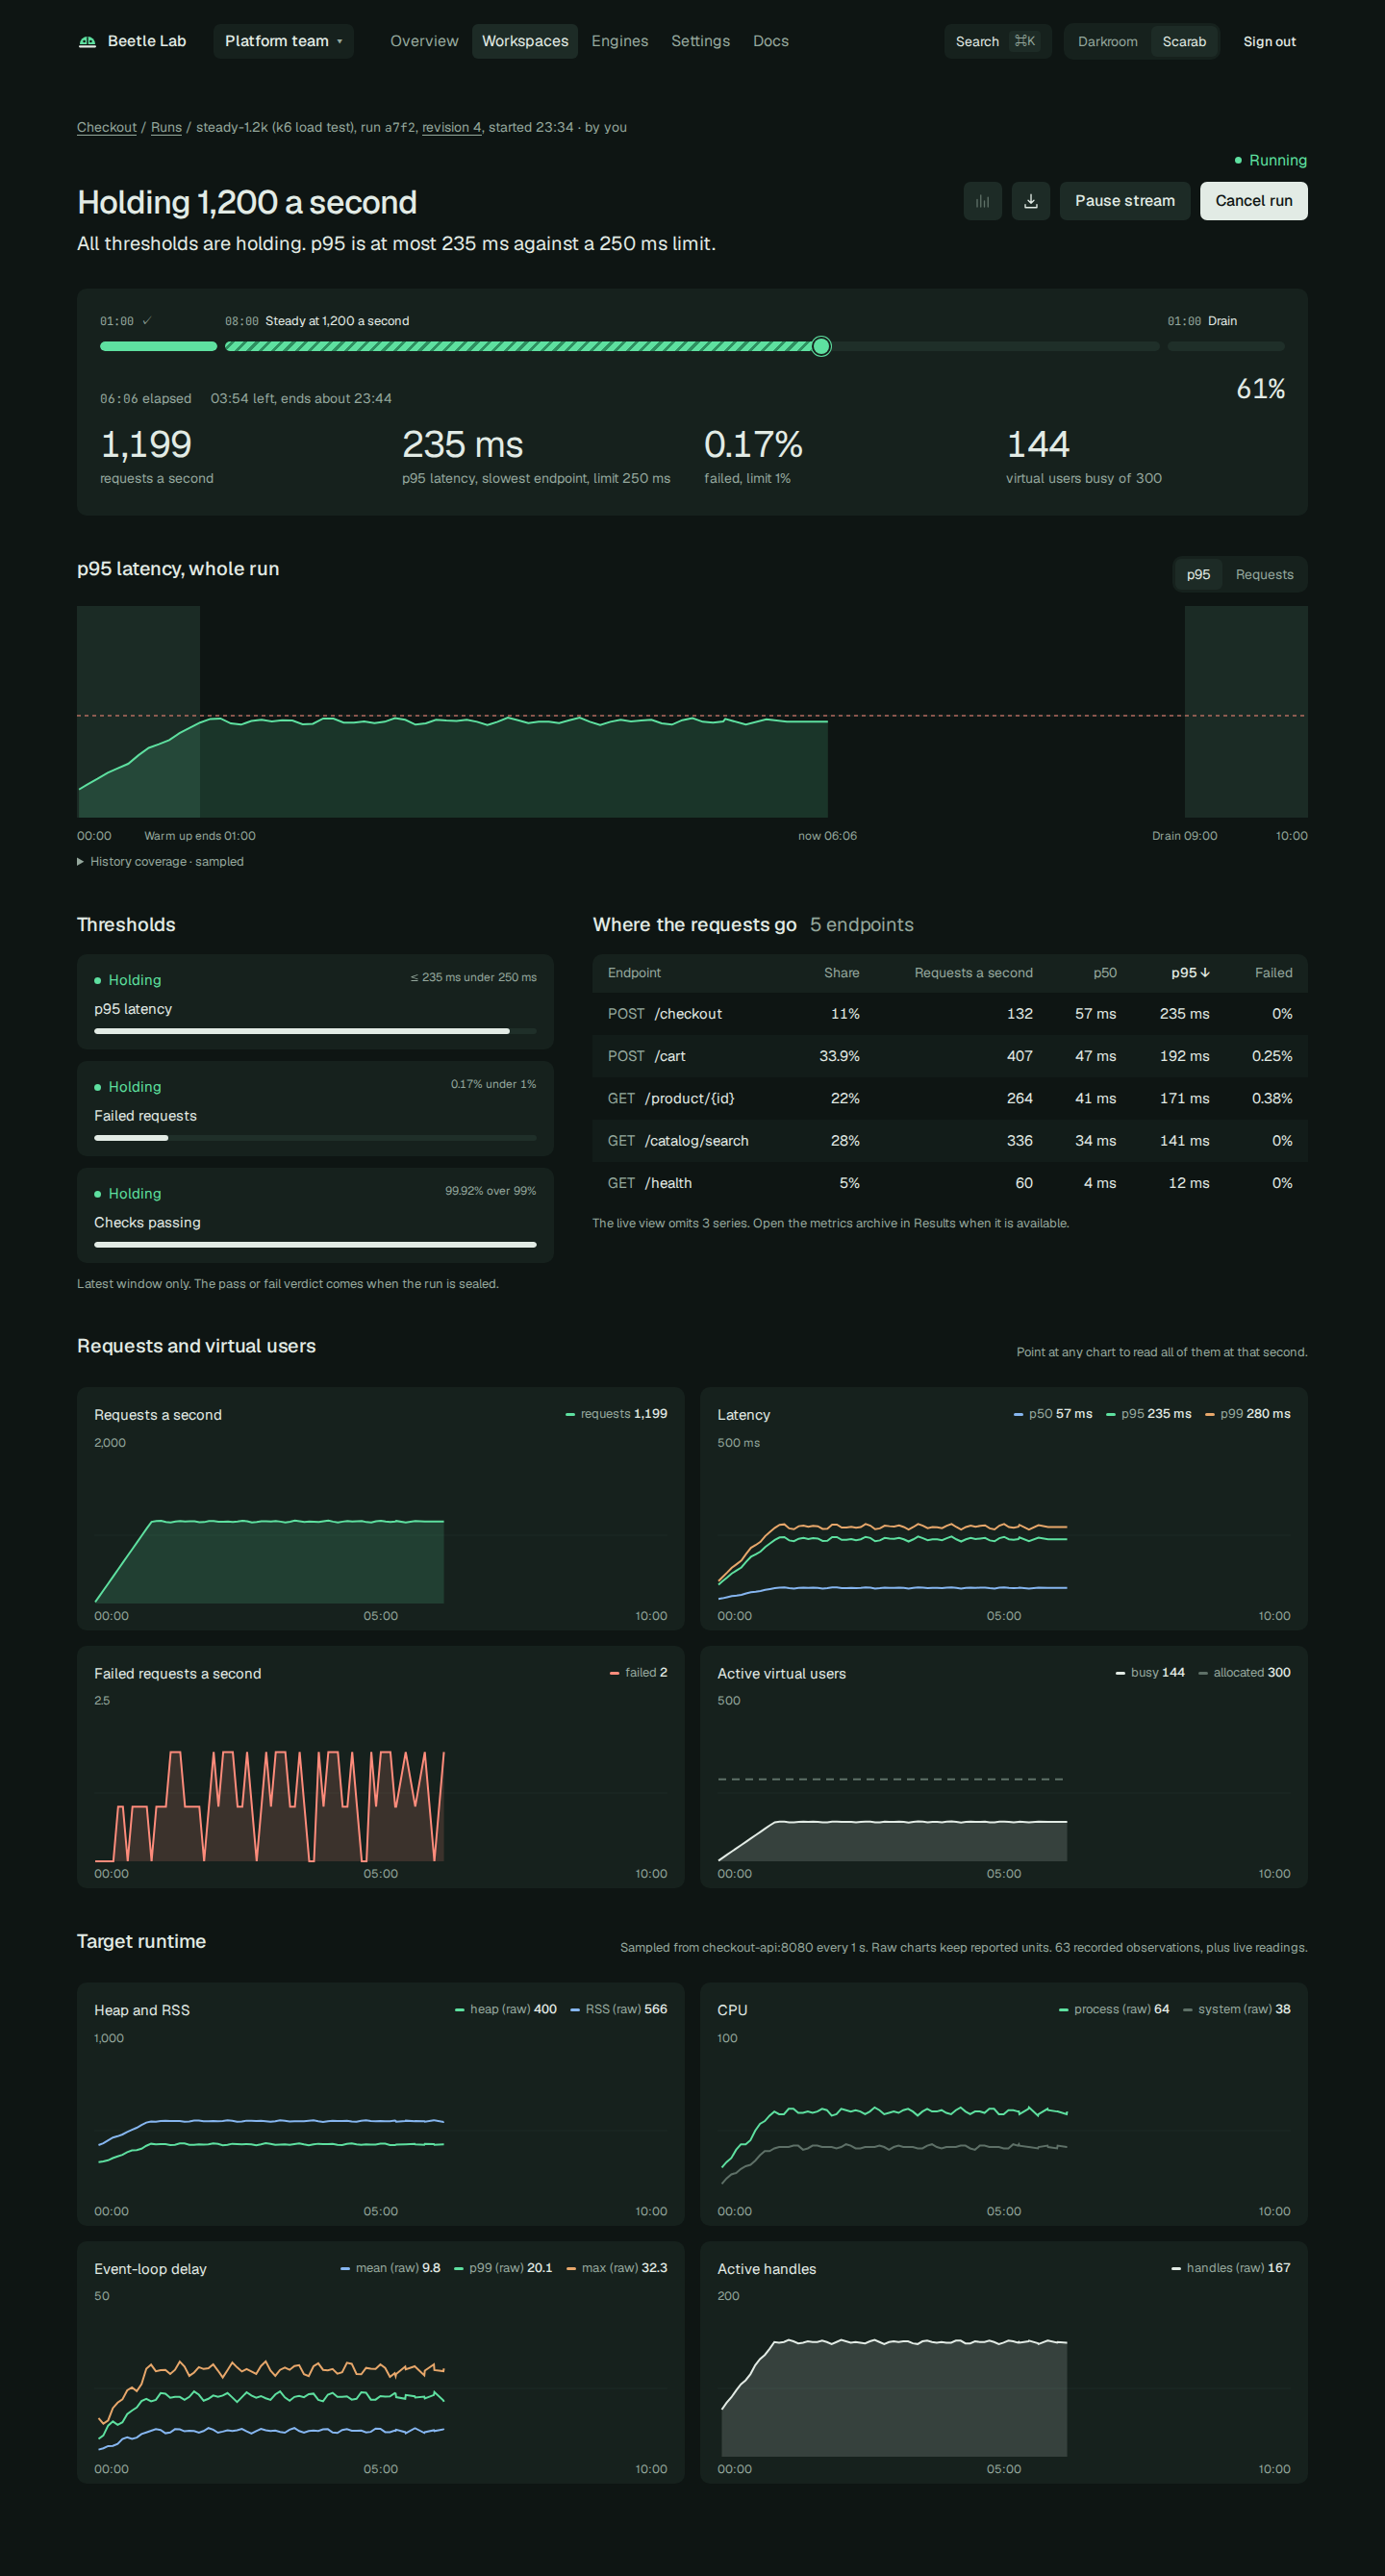 Beetle Lab Platform team ▾ Overview Workspaces Engines Settings Docs Search ⌘K Darkroom Scarab Sign out
Checkout / Runs / steady-1.2k (k6 load test), run a7f2, revision 4, started 23:34 · by you
Running
Holding 1,200 a second
Pause stream Cancel run
All thresholds are holding. p95 is at most 235 ms against a 250 ms limit.
01:00 ✓ 08:00 Steady at 1,200 a second 01:00 Drain
06:06 elapsed 03:54 left, ends about 23:44 61%
1,199 235 ms 0.17% 144
requests a second p95 latency, slowest endpoint, limit 250 ms failed, limit 1% virtual users busy of 300
p95 latency, whole run p95 Requests
00:00 Warm up ends 01:00 now 06:06 Drain 09:00 10:00
▶ History coverage · sampled
Thresholds
Holding ≤ 235 ms under 250 ms
p95 latency
Holding 0.17% under 1%
Failed requests
Holding 99.92% over 99%
Checks passing
Latest window only. The pass or fail verdict comes when the run is sealed.
Where the requests go 5 endpoints
Endpoint Share Requests a second p50 p95 ↓ Failed
POST /checkout 11% 132 57 ms 235 ms 0%
POST /cart 33.9% 407 47 ms 192 ms 0.25%
GET /product/{id} 22% 264 41 ms 171 ms 0.38%
GET /catalog/search 28% 336 34 ms 141 ms 0%
GET /health 5% 60 4 ms 12 ms 0%
The live view omits 3 series. Open the metrics archive in Results when it is available.
Requests and virtual users Point at any chart to read all of them at that second.
Requests a second requests 1,199
2,000
00:00 05:00 10:00
Latency p50 57 ms p95 235 ms p99 280 ms
500 ms
00:00 05:00 10:00
Failed requests a second failed 2
2.5
00:00 05:00 10:00
Active virtual users busy 144 allocated 300
500
00:00 05:00 10:00
Target runtime Sampled from checkout-api:8080 every 1 s. Raw charts keep reported units. 63 recorded observations, plus live readings.
Heap and RSS heap (raw) 400 RSS (raw) 566
1,000
00:00 05:00 10:00
CPU process (raw) 64 system (raw) 38
100
00:00 05:00 10:00
Event-loop delay mean (raw) 9.8 p99 (raw) 20.1 max (raw) 32.3
50
00:00 05:00 10:00
Active handles handles (raw) 167
200
00:00 05:00 10:00